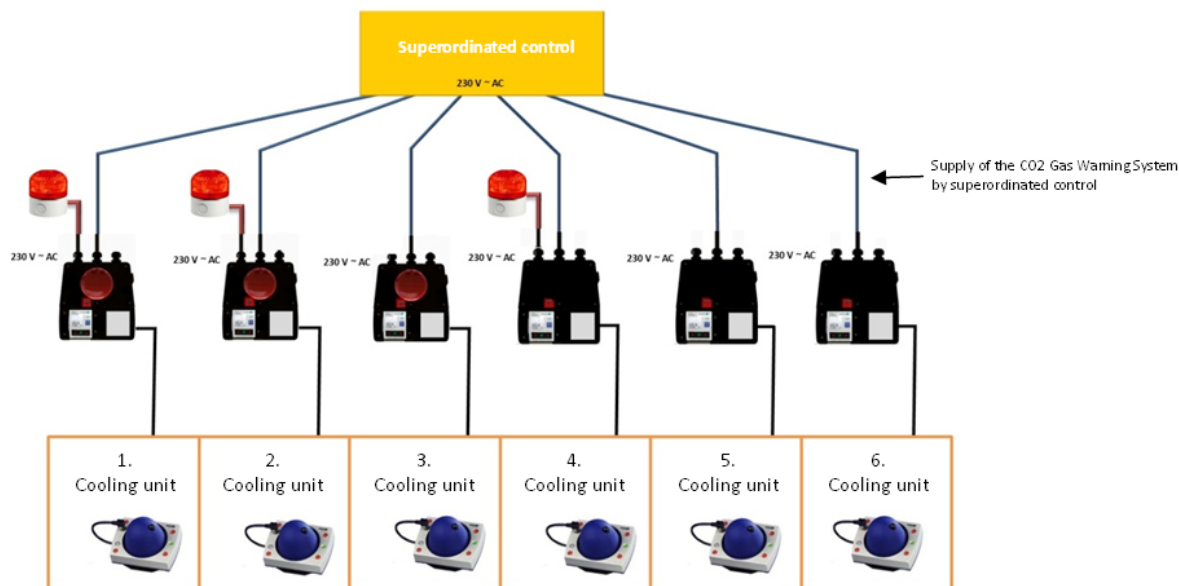 Superordinated control
230 V ~ AC
Supply of the CO2 Gas Warning System
by superordinated control
230 V ~ AC
230 V ~ AC
230 V ~ AC
230 V ~ AC
230 V ~ AC
230 V ~ AC
1.
Cooling unit
2.
Cooling unit
3.
Cooling unit
4.
Cooling unit
5.
Cooling unit
6.
Cooling unit